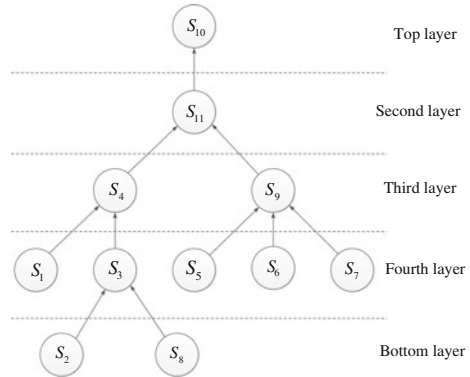 S10 Top layer
S11 Second layer
S4 S9 Third layer
S1 S3 S5 S6 S7 Fourth layer
S2 S8 Bottom layer